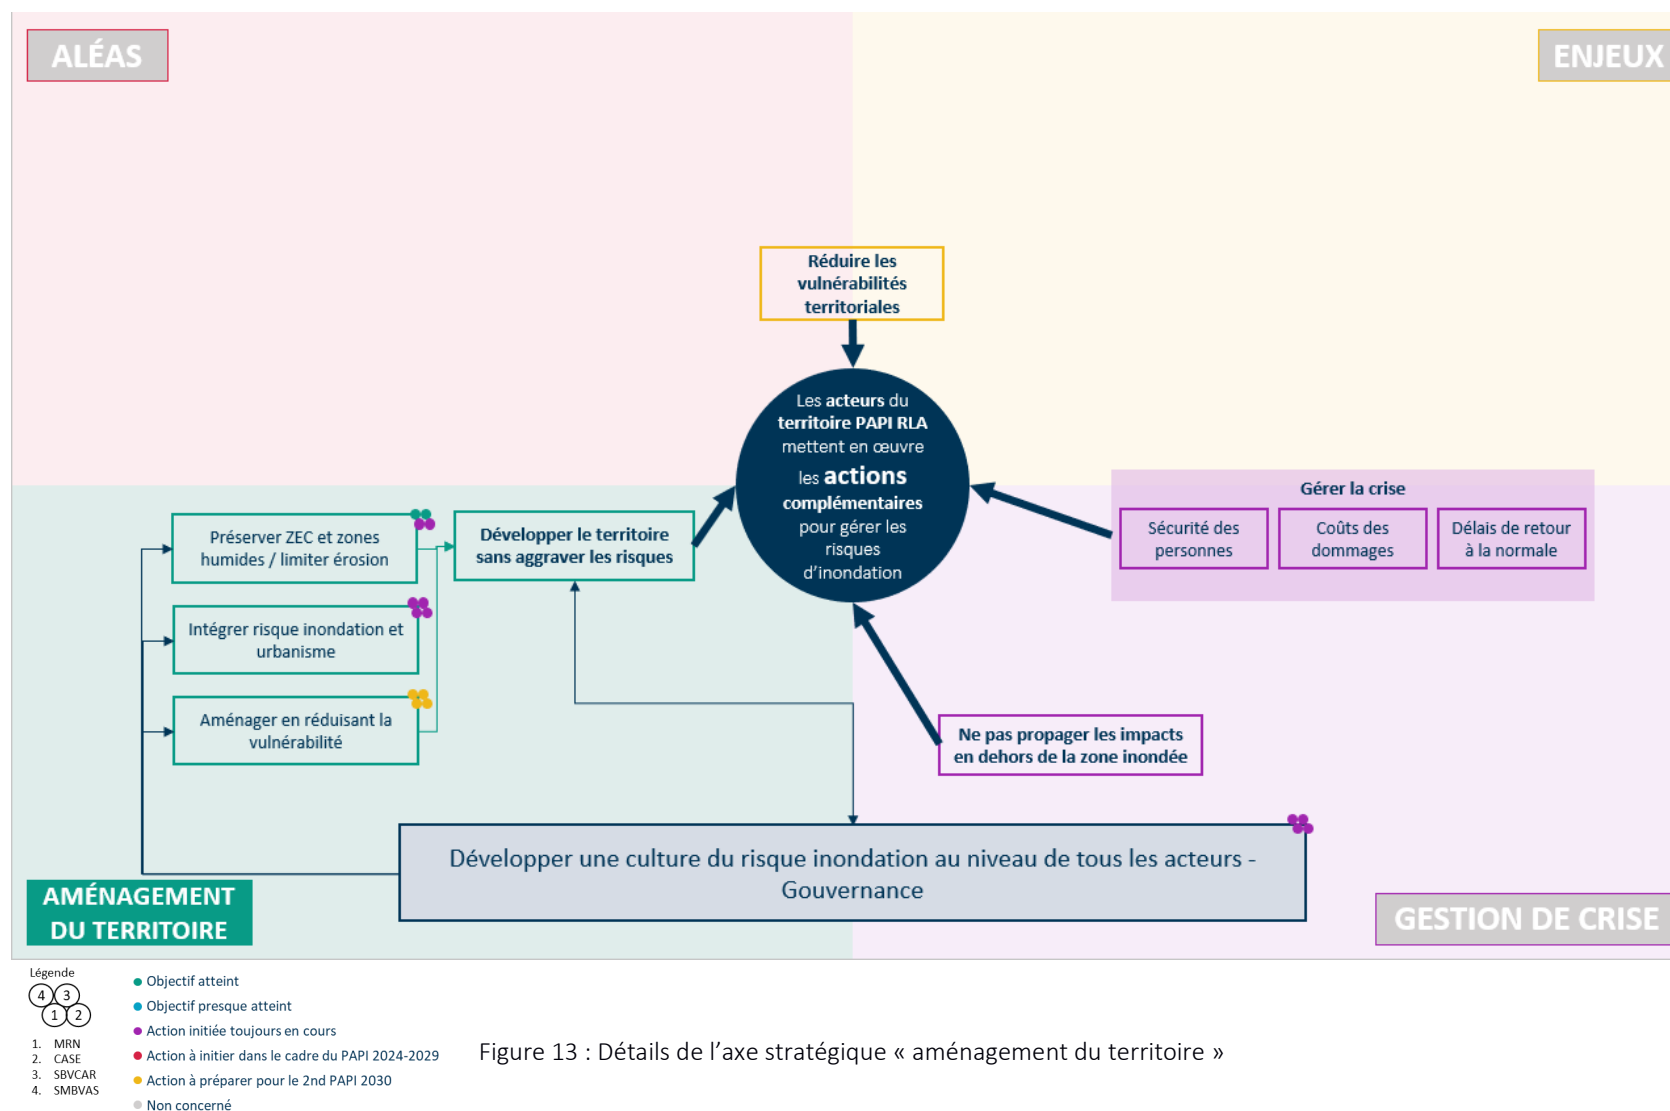 ALÉAS
ENJEUX
Réduire les
vulnérabilités
territoriales
Les acteurs du
territoire PAPI RLA
mettent en œuvre
les actions
complémentaires
pour gérer les
risques
d'inondation
Gérer la crise
Sécurité des
personnes
Coûts des
dommages
Délais de retour
à la normale
Préserver ZEC et zones
humides / limiter érosion
Développer le territoire
sans aggraver les risques
Intégrer risque inondation et
urbanisme
Aménager en réduisant la
vulnérabilité
Ne pas propager les impacts
en dehors de la zone inondée
Développer une culture du risque inondation au niveau de tous les acteurs -
Gouvernance
AMÉNAGEMENT
DU TERRITOIRE
GESTION DE CRISE
Légende
4 3
1 2
1. MRN
2. CASE
3. SBVCAR
4. SMBVAS
Objectif atteint
Objectif presque atteint
Action initiée toujours en cours
Action à initier dans le cadre du PAPI 2024-2029
Action à préparer pour le 2nd PAPI 2030
Non concerné
Figure 13 : Détails de l'axe stratégique « aménagement du territoire »